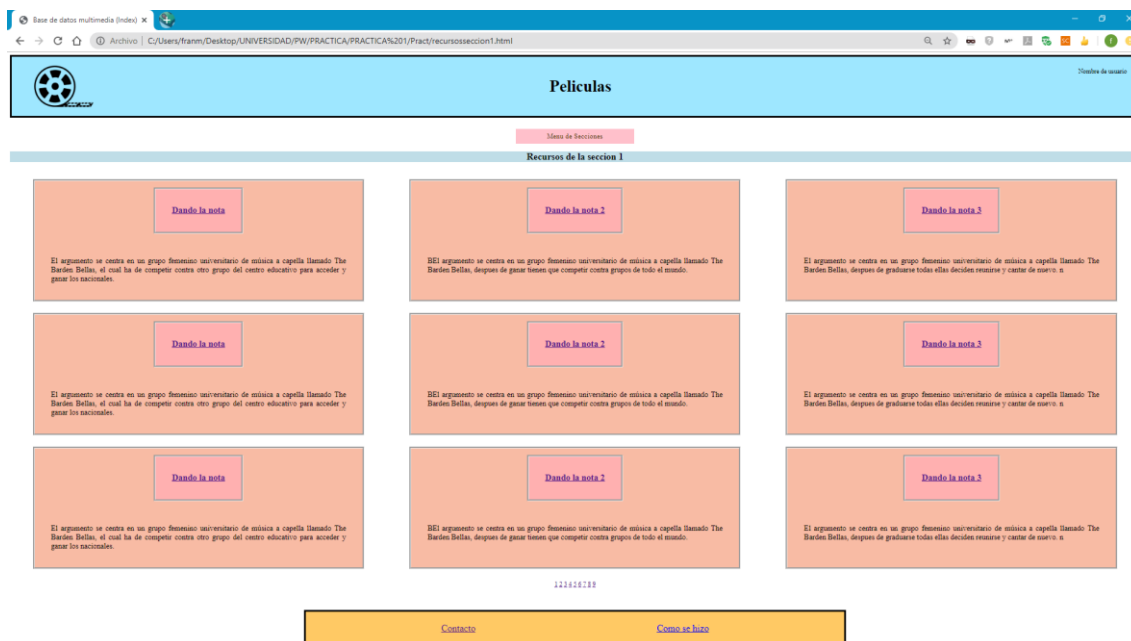 Base de datos multimedia (Index)
Archivo | C:/Users/franm/Desktop/UNIVERSIDAD/PW/PRACTICA/PRACTICA%201/Pract/recursosseccion1.html
Peliculas
Nombre de usuario
Menu de Secciones
Recursos de la seccion 1
Dando la nota
El argumento se centra en un grupo femenino universitario de música a capella llamado The
Barden Bellas, el cual ha de competir contra otro grupo del centro educativo para acceder y
ganar los nacionales.
Dando la nota 2
BEl argumento se centra en un grupo femenino universitario de música a capella llamado The
Barden Bellas, despues de ganar tienen que competir contra grupos de todo el mundo.
Dando la nota 3
El argumento se centra en un grupo femenino universitario de música a capella llamado The
Barden Bellas, despues de graduarse todas ellas deciden reunirse y cantar de nuevo. n
Dando la nota
El argumento se centra en un grupo femenino universitario de música a capella llamado The
Barden Bellas, el cual ha de competir contra otro grupo del centro educativo para acceder y
ganar los nacionales.
Dando la nota 2
BEl argumento se centra en un grupo femenino universitario de música a capella llamado The
Barden Bellas, despues de ganar tienen que competir contra grupos de todo el mundo.
Dando la nota 3
El argumento se centra en un grupo femenino universitario de música a capella llamado The
Barden Bellas, despues de graduarse todas ellas deciden reunirse y cantar de nuevo. n
Dando la nota
El argumento se centra en un grupo femenino universitario de música a capella llamado The
Barden Bellas, el cual ha de competir contra otro grupo del centro educativo para acceder y
ganar los nacionales.
Dando la nota 2
BEl argumento se centra en un grupo femenino universitario de música a capella llamado The
Barden Bellas, despues de ganar tienen que competir contra grupos de todo el mundo.
Dando la nota 3
El argumento se centra en un grupo femenino universitario de música a capella llamado The
Barden Bellas, despues de graduarse todas ellas deciden reunirse y cantar de nuevo. n
1 2 3 4 5 6 7 8 9
Contacto
Como se hizo